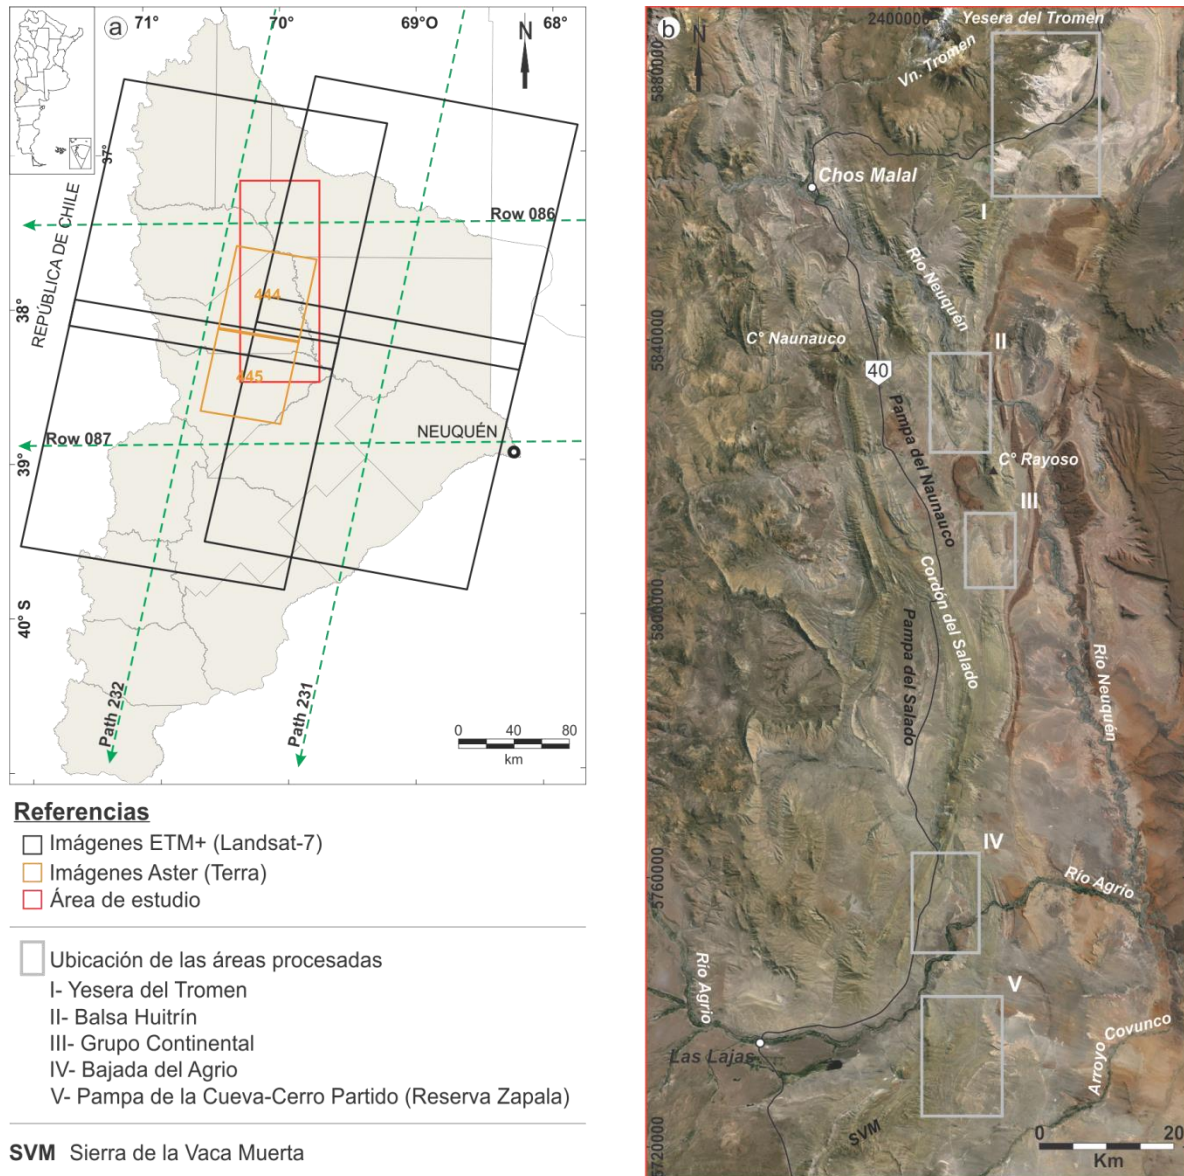 71°
70°
69°O
68°
a
N
37°
REPÚBLICA DE CHILE
Row 086
38°
444
445
Row 087
NEUQUÉN
39°
40° S
Path 232
Path 231
0 40 80
km
Referencias
Imágenes ETM+ (Landsat-7)
Imágenes Aster (Terra)
Área de estudio
Ubicación de las áreas procesadas
I- Yesera del Tromen
II- Balsa Huitrín
III- Grupo Continental
IV- Bajada del Agrio
V- Pampa de la Cueva-Cerro Partido (Reserva Zapala)
SVM Sierra de la Vaca Muerta
b
2400000
Yesera del Tromen
N
5880000
Vn. Tromen
Chos Malal
I
Río Neuquén
5840000
C° Naunauco
II
40
Pampa del Naunauco
C° Rayoso
III
5800000
Cordón del Salado
Pampa del Salado
Río Neuquén
IV
5760000
Río Agrio
Río Agrio
V
Las Lajas
Arroyo Covunco
SVM
5720000
0 20
Km